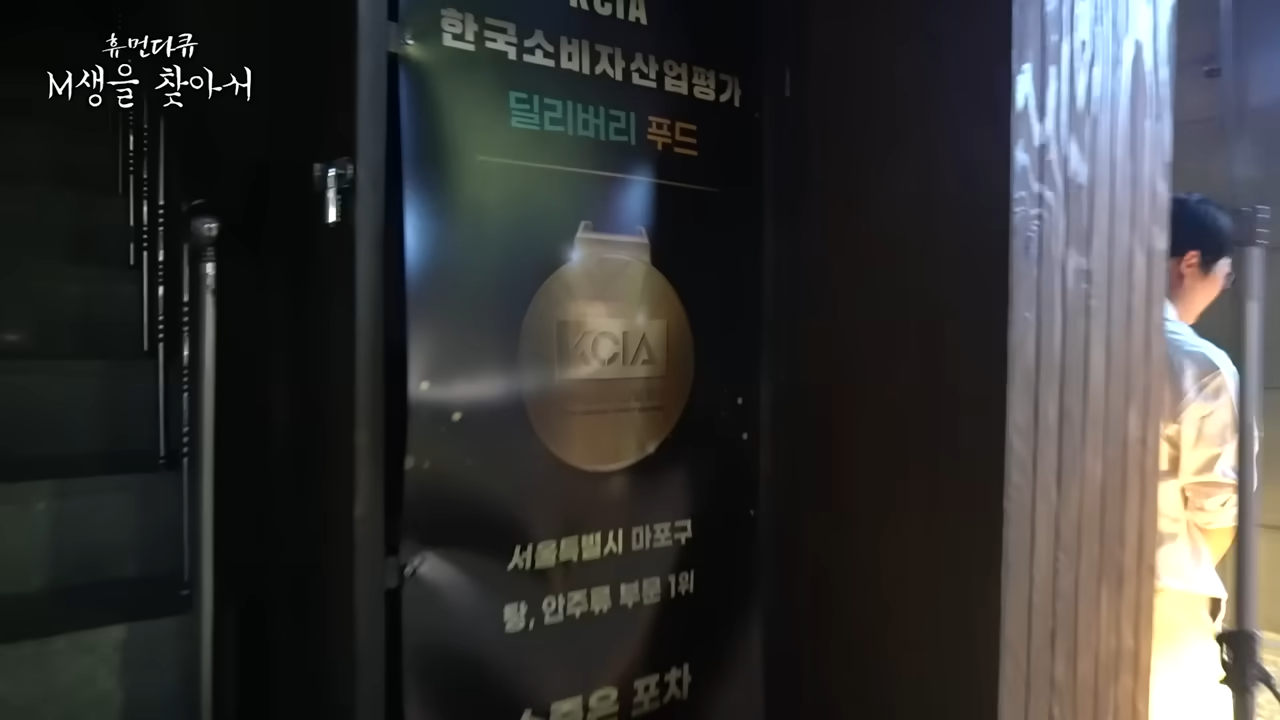 휴먼다큐
M생을 찾아서
KCIA
한국소비자산업평가
딜리버리 푸드
KCIA
서울특별시 마포구
탕, 안주류 부문 1위
포차